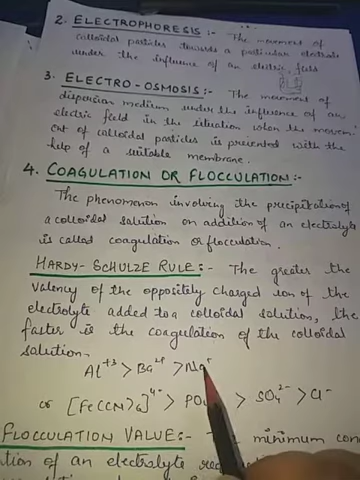 2. ELECTROPHORESIS :- The movement of
colloidal particles towards a particular electrode
under the influence of an electric field
3. ELECTRO-OSMOSIS :- The movement of
dispersion medium under the influence of an
electric field in the situation when the movem-
ent of colloidal particles is prevented with the
help of a suitable membrane.
4. COAGULATION OR FLOCCULATION :-
The phenomenon involving the precipitation of
a colloidal solution on addition of an electrolyte
is called coagulation or flocculation.
HARDY-SCHULZE RULE :- The greater the
valency of the oppositely charged ion of the
electrolyte added to a colloidal solution, the
faster is the coagulation of the colloidal
solution.
Al+3 > Ba2+ > Na+
or [Fe(CN)6]4- > PO > SO4 2- > Cl-
FLOCCULATION VALUE :- minimum con
tion of an electrolyte